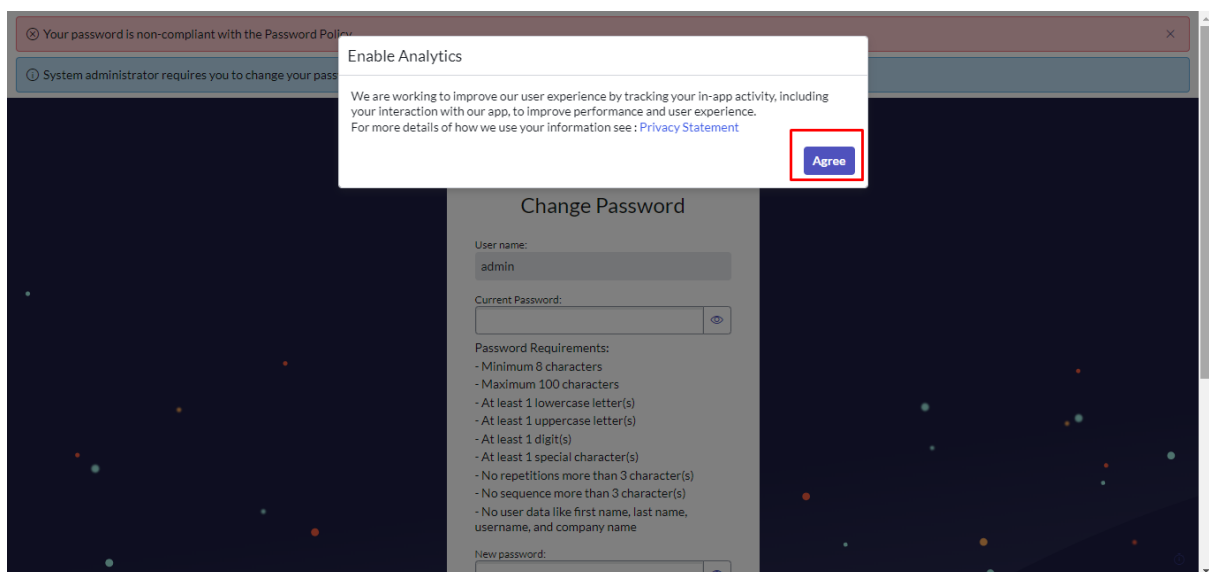 Your password is non-compliant with the Password Policy
System administrator requires you to change your pass
Enable Analytics
We are working to improve our user experience by tracking your in-app activity, including
your interaction with our app, to improve performance and user experience.
For more details of how we use your information see : Privacy Statement
Agree
Change Password
User name:
admin
Current Password:
Password Requirements:
- Minimum 8 characters
- Maximum 100 characters
- At least 1 lowercase letter(s)
- At least 1 uppercase letter(s)
- At least 1 digit(s)
- At least 1 special character(s)
- No repetitions more than 3 character(s)
- No sequence more than 3 character(s)
- No user data like first name, last name,
username, and company name
New password: